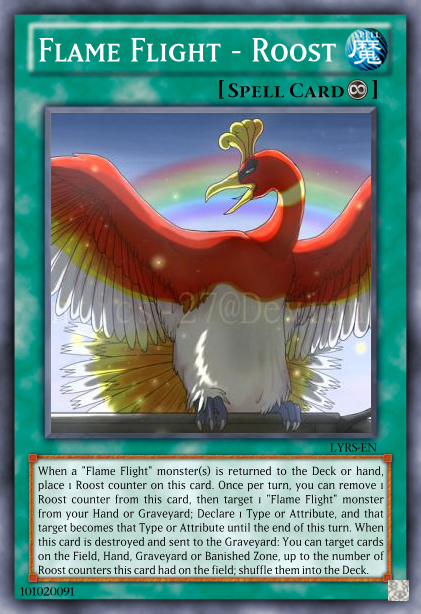 Flame Flight - Roost
SPELL
魔
[Spell Card]
LYRS-EN
When a "Flame Flight" monster(s) is returned to the Deck or hand,
place 1 Roost counter on this card. Once per turn, you can remove 1
Roost counter from this card, then target 1 "Flame Flight" monster
from your Hand or Graveyard; Declare 1 Type or Attribute, and that
target becomes that Type or Attribute until the end of this turn. When
this card is destroyed and sent to the Graveyard: You can target cards
on the Field, Hand, Graveyard or Banished Zone, up to the number of
Roost counters this card had on the field; shuffle them into the Deck.
101020091